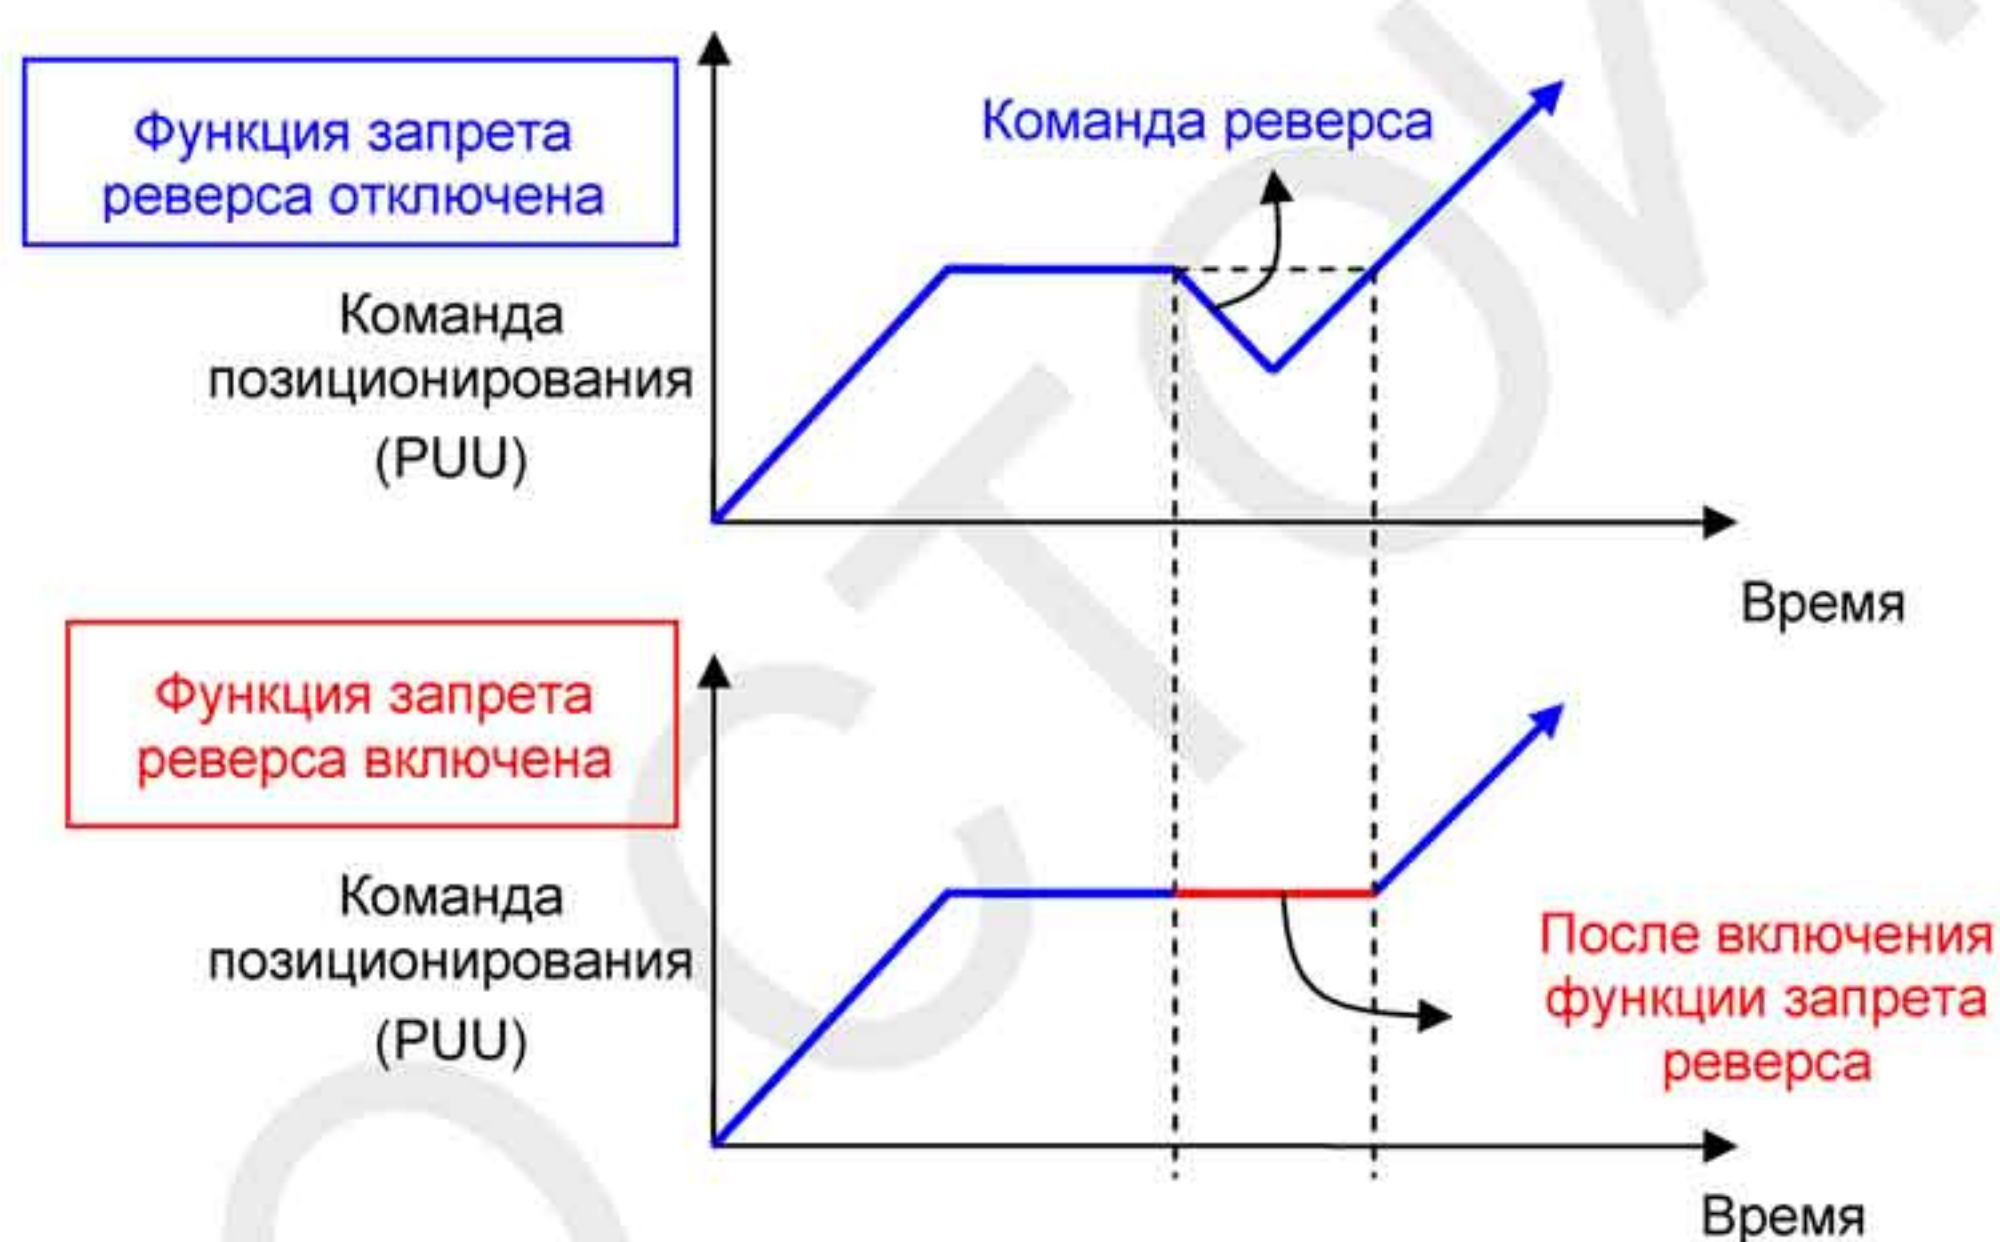 Функция запрета
реверса отключена
Команда реверса
Команда
позиционирования
(PUU)
Время
Функция запрета
реверса включена
Команда
позиционирования
(PUU)
После включения
функции запрета
реверса
Время